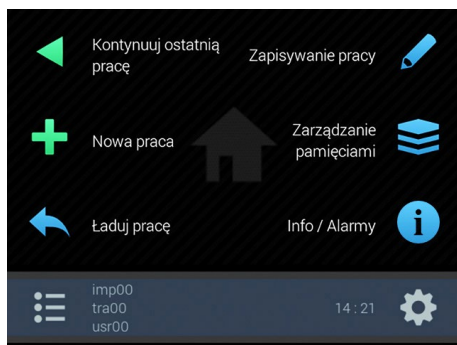 Kontynuuj ostatnią
pracę
Zapisywanie pracy
Nowa praca
Zarządzanie
pamięciami
Ładuj pracę
Info / Alarmy
imp00
tra00
usr00
14 : 21